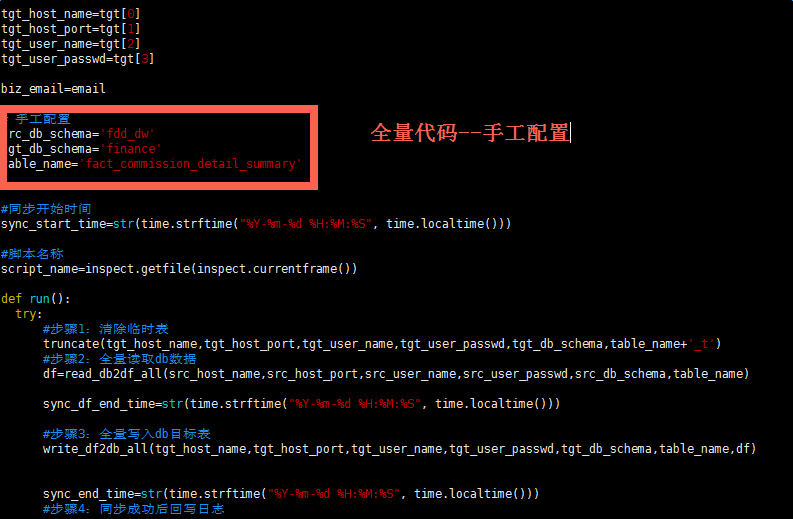 tgt_host_name=tgt[0]
tgt_host_port=tgt[1]
tgt_user_name=tgt[2]
tgt_user_passwd=tgt[3]
biz_email=email
手工配置
rc_db_schema='fdd_dw'
gt_db_schema='finance'
able_name='fact_commission_detail_summary'
全量代码--手工配置
#同步开始时间
sync_start_time=str(time.strftime("%Y-%m-%d %H:%M:%S", time.localtime()))
#脚本名称
script_name=inspect.getfile(inspect.currentframe())
def run():
try:
#步骤1：清除临时表
truncate(tgt_host_name,tgt_host_port,tgt_user_name,tgt_user_passwd,tgt_db_schema,table_name+'_t')
#步骤2：全量读取db数据
df=read_db2df_all(src_host_name,src_host_port,src_user_name,src_user_passwd,src_db_schema,table_name)
sync_df_end_time=str(time.strftime("%Y-%m-%d %H:%M:%S", time.localtime()))
#步骤3：全量写入db目标表
write_df2db_all(tgt_host_name,tgt_host_port,tgt_user_name,tgt_user_passwd,tgt_db_schema,table_name,df)
sync_end_time=str(time.strftime("%Y-%m-%d %H:%M:%S", time.localtime()))
#步骤4：同步成功后回写日志